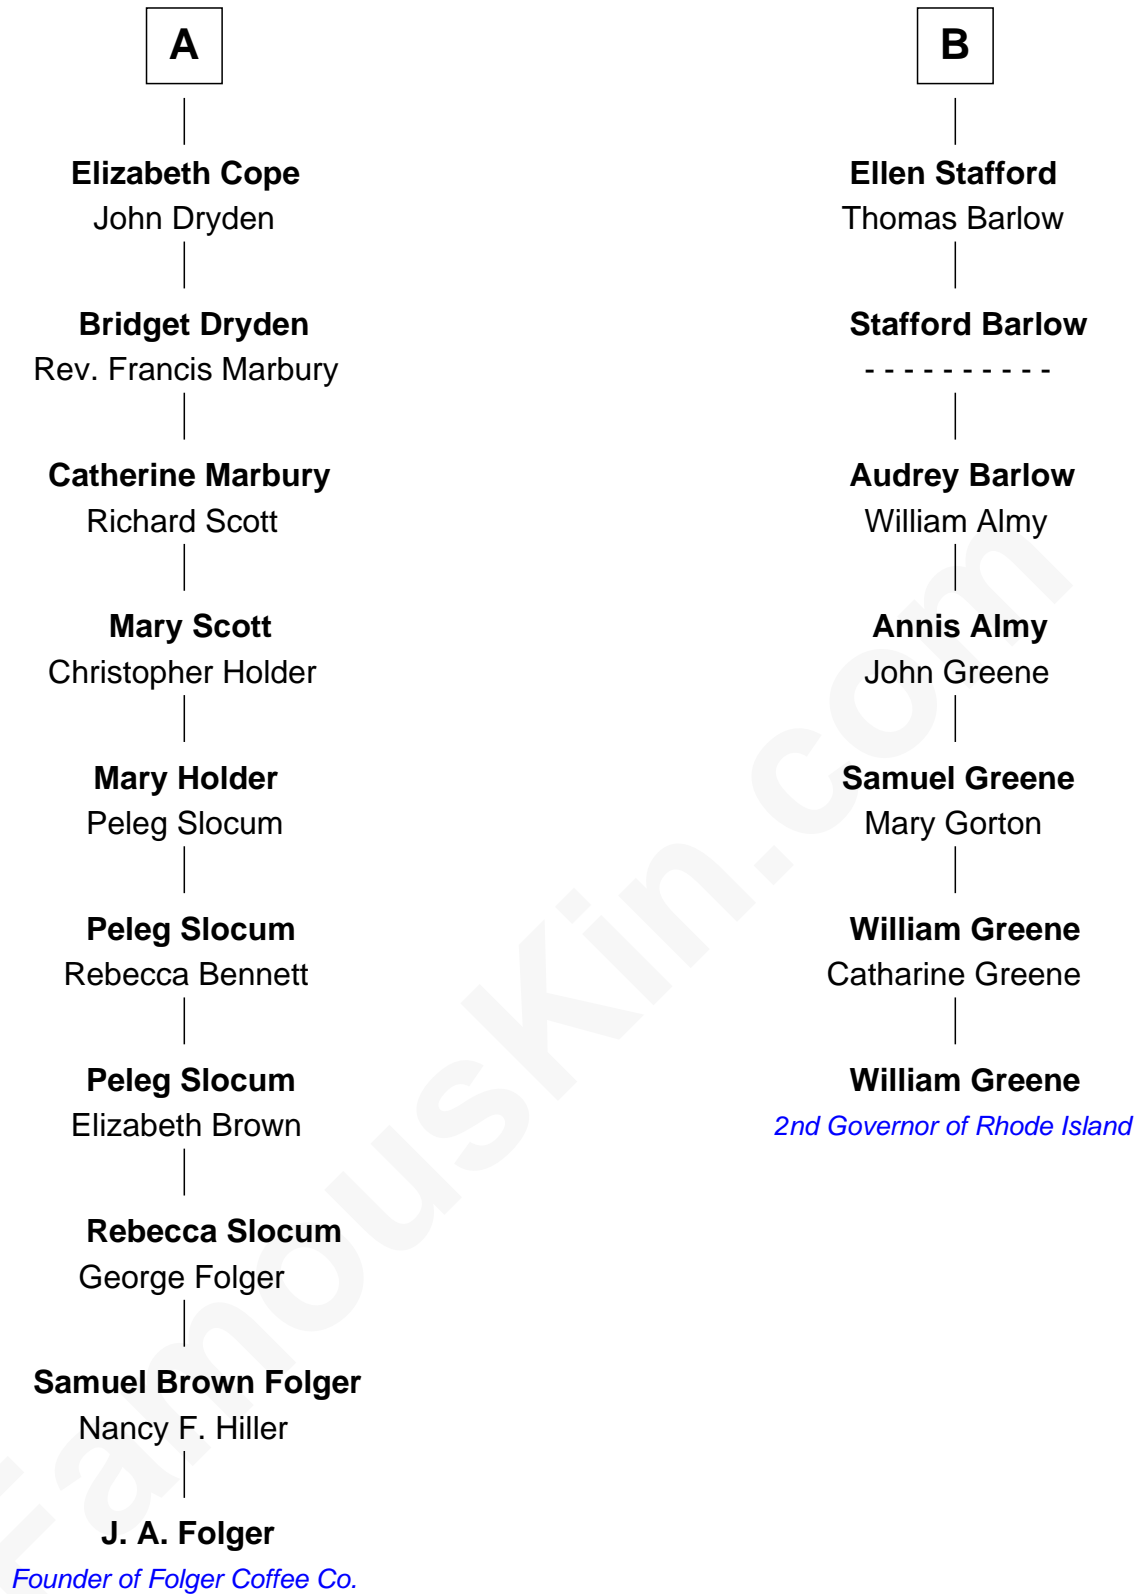 A
Elizabeth Cope
John Dryden
Bridget Dryden
Rev. Francis Marbury
Catherine Marbury
Richard Scott
Mary Scott
Christopher Holder
Mary Holder
Peleg Slocum
Peleg Slocum
Rebecca Bennett
Peleg Slocum
Elizabeth Brown
Rebecca Slocum
George Folger
Samuel Brown Folger
Nancy F. Hiller
J. A. Folger
Founder of Folger Coffee Co.
B
Ellen Stafford
Thomas Barlow
Stafford Barlow
- - - - - - - - - -
Audrey Barlow
William Almy
Annis Almy
John Greene
Samuel Greene
Mary Gorton
William Greene
Catharine Greene
William Greene
2nd Governor of Rhode Island
FamousKin.com